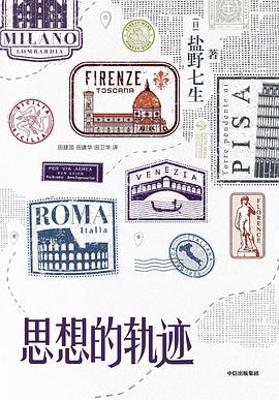 MILANO
LOMBARDIA
FIRENZE
TOSCANA
SICILIA
SICILIA
[日]
盐野七生
著
Torre pendente di
PISA
田建国 田建华 田卫华 译
PER VIA AEREA
PAR AVION
VENEZIA
ROMA
Italia
FLORENCE
思想的轨迹
中信出版集团